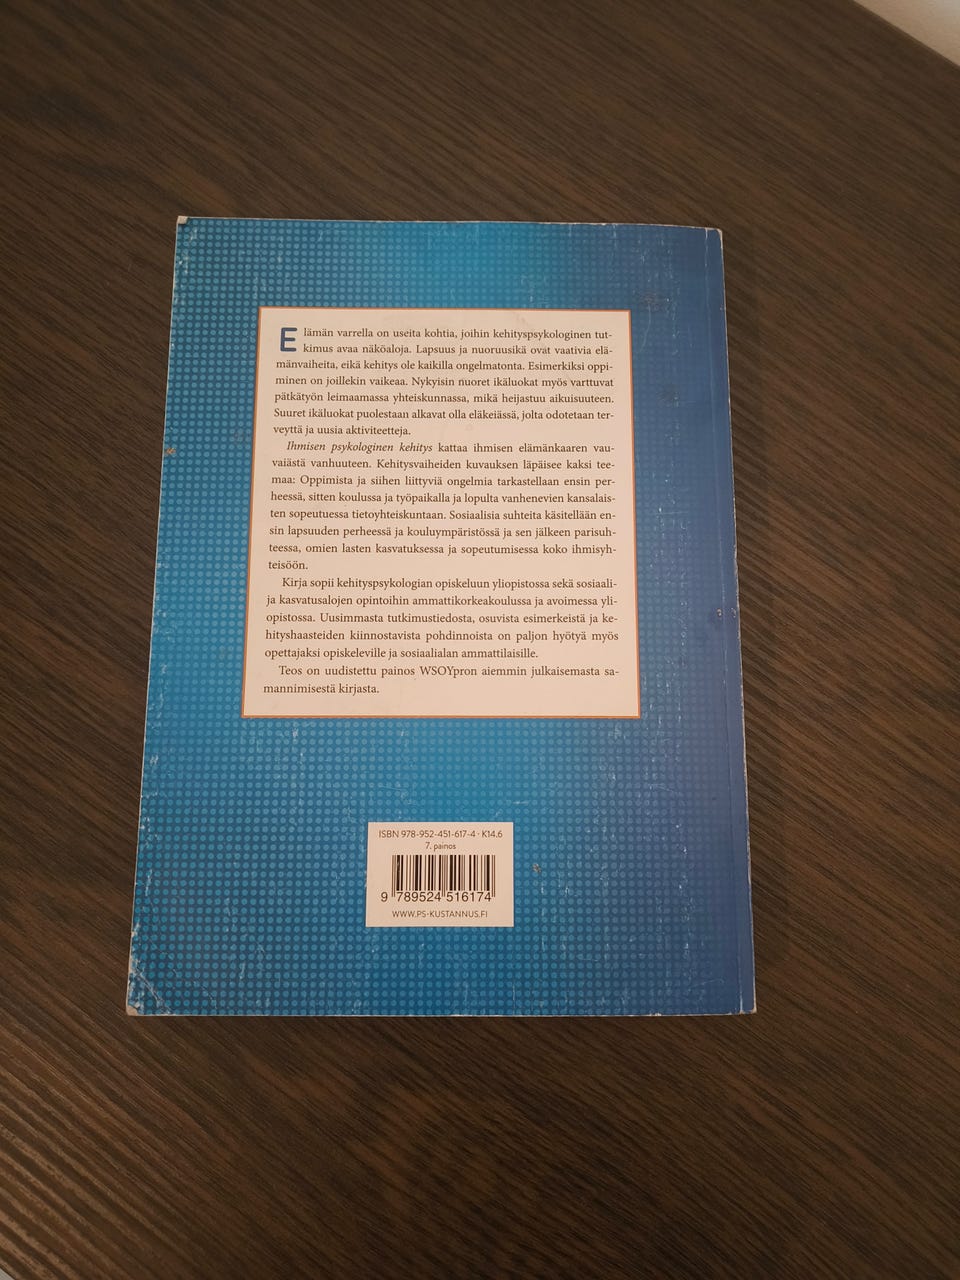 Elämän varrella on useita kohtia, joihin kehityspsykologinen tut-
kimus avaa näköaloja. Lapsuus ja nuoruusikä ovat vaativia elä-
mänvaiheita, eikä kehitys ole kaikilla ongelmatonta. Esimerkiksi oppi-
minen on joillekin vaikeaa. Nykyisin nuoret ikäluokat myös varttuvat
pätkätyön leimaamassa yhteiskunnassa, mikä heijastuu aikuisuuteen.
Suuret ikäluokat puolestaan alkavat olla eläkeiässä, jolta odotetaan ter-
veyttä ja uusia aktiviteetteja.
Ihmisen psykologinen kehitys kattaa ihmisen elämänkaaren vau-
vaiästä vanhuuteen. Kehitysvaiheiden kuvauksen läpäisee kaksi tee-
maa: Oppimista ja siihen liittyviä ongelmia tarkastellaan ensin per-
heessä, sitten koulussa ja työpaikalla ja lopulta vanhenevien kansalais-
ten sopeutuessa tietoyhteiskuntaan. Sosiaalisia suhteita käsitellään en-
sin lapsuuden perheessä ja kouluympäristössä ja sen jälkeen parisuh-
teessa, omien lasten kasvatuksessa ja sopeutumisessa koko ihmisyh-
teisöön.
Kirja sopii kehityspsykologian opiskeluun yliopistossa sekä sosiaali-
ja kasvatusalojen opintoihin ammattikorkeakoulussa ja avoimessa yli-
opistossa. Uusimmasta tutkimustiedosta, osuvista esimerkeistä ja ke-
hityshaasteiden kiinnostavista pohdinnoista on paljon hyötyä myös
opettajaksi opiskeleville ja sosiaalialan ammattilaisille.
Teos on uudistettu painos WSOYpron aiemmin julkaisemasta sa-
mannimisestä kirjasta.
ISBN 978-952-451-617-4 · K14.6
7. painos
9 789524 516174
WWW.PS-KUSTANNUS.FI